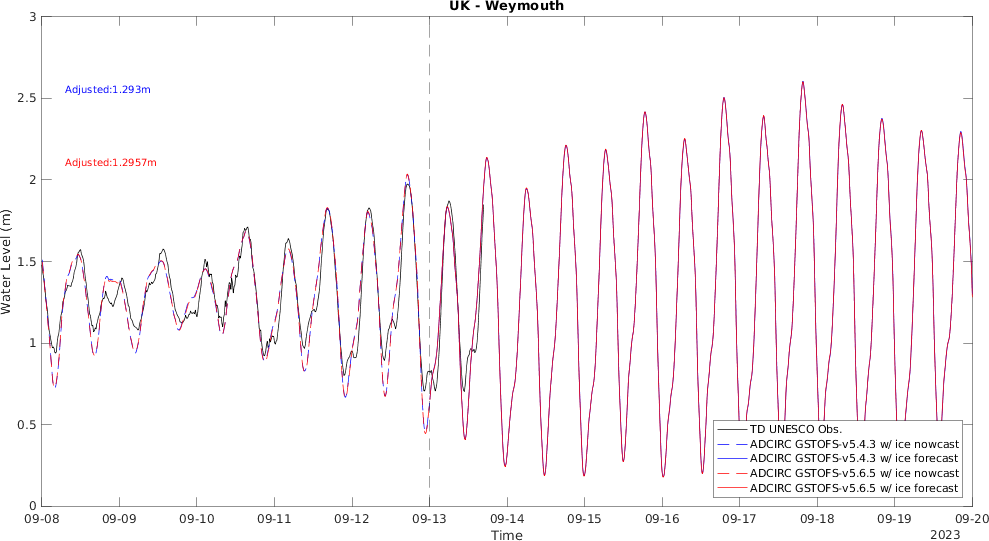 UK - Weymouth
3
2.5
2
1.5
1
0.5
0
Water Level (m)
Adjusted:1.293m
Adjusted:1.2957m
TD UNESCO Obs.
ADCIRC GSTOFS-v5.4.3 w/ ice nowcast
ADCIRC GSTOFS-v5.4.3 w/ ice forecast
ADCIRC GSTOFS-v5.6.5 w/ ice nowcast
ADCIRC GSTOFS-v5.6.5 w/ ice forecast
09-08 09-09 09-10 09-11 09-12 09-13 09-14 09-15 09-16 09-17 09-18 09-19 09-20
Time
2023